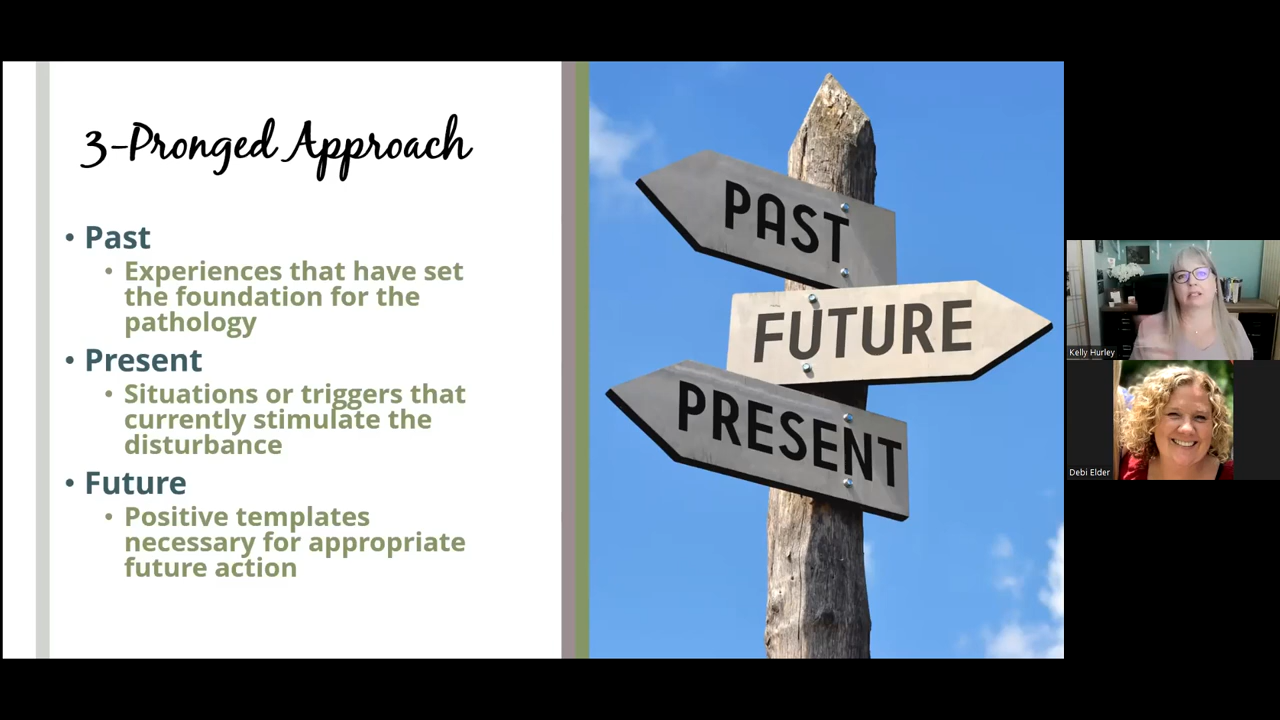 3-Pronged Approach
• Past
• Experiences that have set
the foundation for the
pathology
• Present
• Situations or triggers that
currently stimulate the
disturbance
• Future
• Positive templates
necessary for appropriate
future action
PAST
FUTURE
PRESENT
Kelly Hurley
Debi Elder